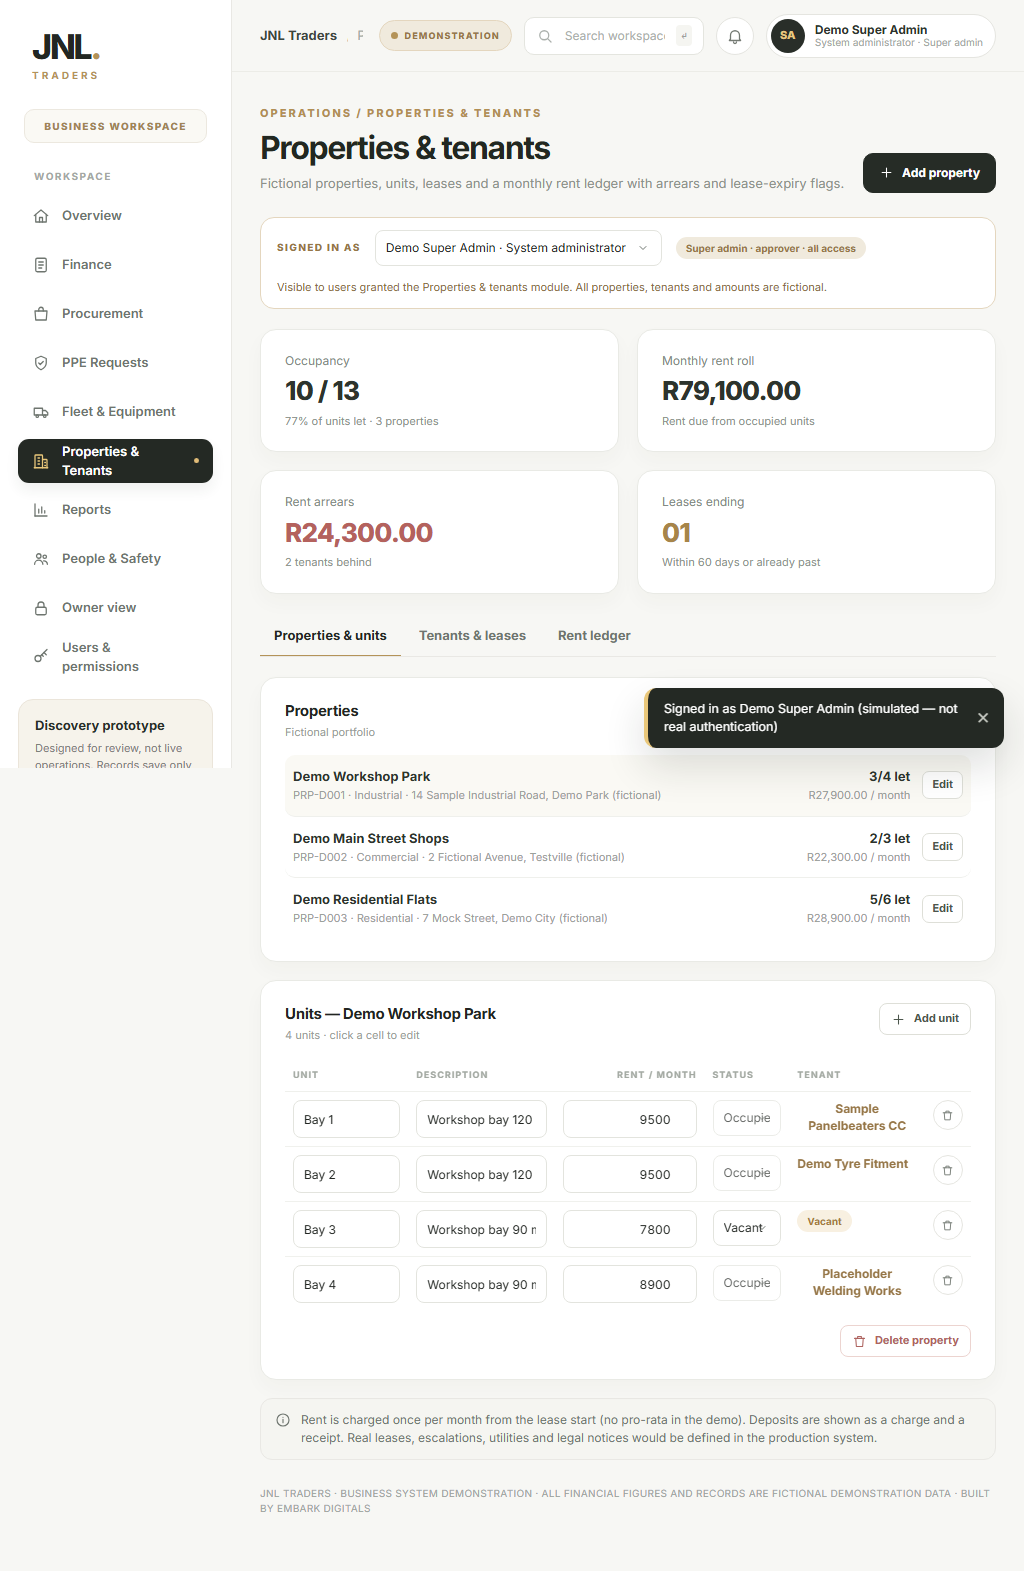 JNL.
TRADERS
BUSINESS WORKSPACE
WORKSPACE
Overview
Finance
Procurement
PPE Requests
Fleet & Equipment
Properties &
Tenants
Reports
People & Safety
Owner view
Users &
permissions
Discovery prototype
Designed for review, not live
operations. Records save only
JNL Traders
DEMONSTRATION
Search workspace
SA
Demo Super Admin
System administrator · Super admin
OPERATIONS / PROPERTIES & TENANTS
Properties & tenants
Fictional properties, units, leases and a monthly rent ledger with arrears and lease-expiry flags.
Add property
SIGNED IN AS
Demo Super Admin · System administrator
Super admin · approver · all access
Visible to users granted the Properties & tenants module. All properties, tenants and amounts are fictional.
Occupancy
10 / 13
77% of units let · 3 properties
Monthly rent roll
R79,100.00
Rent due from occupied units
Rent arrears
R24,300.00
2 tenants behind
Leases ending
01
Within 60 days or already past
Properties & units
Tenants & leases
Rent ledger
Properties
Fictional portfolio
Signed in as Demo Super Admin (simulated — not
real authentication)
Demo Workshop Park
PRP-D001 · Industrial · 14 Sample Industrial Road, Demo Park (fictional)
3/4 let
R27,900.00 / month
Edit
Demo Main Street Shops
PRP-D002 · Commercial · 2 Fictional Avenue, Testville (fictional)
2/3 let
R22,300.00 / month
Edit
Demo Residential Flats
PRP-D003 · Residential · 7 Mock Street, Demo City (fictional)
5/6 let
R28,900.00 / month
Edit
Units — Demo Workshop Park
4 units · click a cell to edit
Add unit
UNIT DESCRIPTION RENT / MONTH STATUS TENANT
Bay 1 Workshop bay 120 9500 Occupie Sample
Panelbeaters CC
Bay 2 Workshop bay 120 9500 Occupie Demo Tyre Fitment
Bay 3 Workshop bay 90 7800 Vacant Vacant
Bay 4 Workshop bay 90 8900 Occupie Placeholder
Welding Works
Delete property
Rent is charged once per month from the lease start (no pro-rata in the demo). Deposits are shown as a charge and a
receipt. Real leases, escalations, utilities and legal notices would be defined in the production system.
JNL TRADERS · BUSINESS SYSTEM DEMONSTRATION · ALL FINANCIAL FIGURES AND RECORDS ARE FICTIONAL DEMONSTRATION DATA · BUILT
BY EMBARK DIGITALS